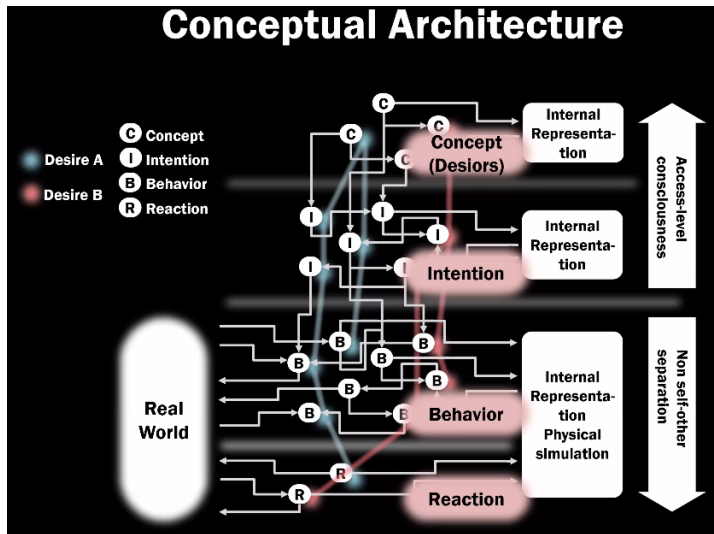 Conceptual Architecture
C Concept
I Intention
B Behavior
R Reaction
Desire A
Desire B
C
C
C
C
Concept
(Desiors)
I
I
I
I
I
I
Intention
B
B
B
B
B
B
B
B
Behavior
R
R
Reaction
Real
World
Internal
Representa-
tion
Internal
Representa-
tion
Internal
Representa-
tion
Physical
simulation
Access-level
consciousness
Non self-other
separation